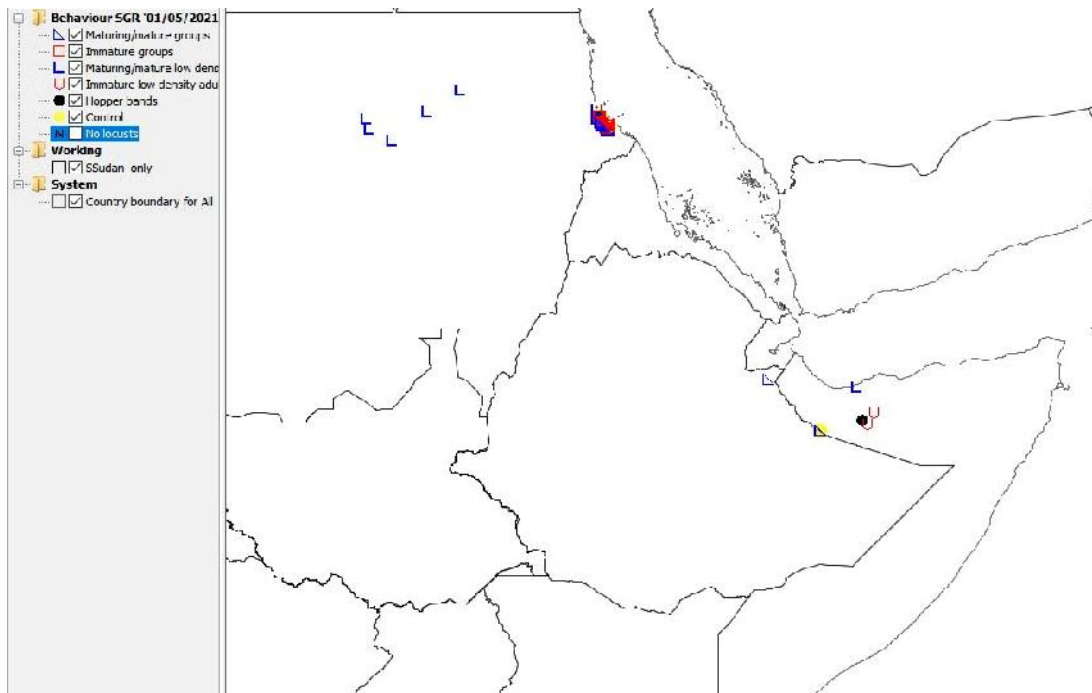 Behaviour SGR '01/05/2021
Maturing/mature groups
Immature groups
Maturing/mature low dens
Immature low density adu
Hopper bands
Control
N No locusts
Working
SSudan only
System
Country boundary for All